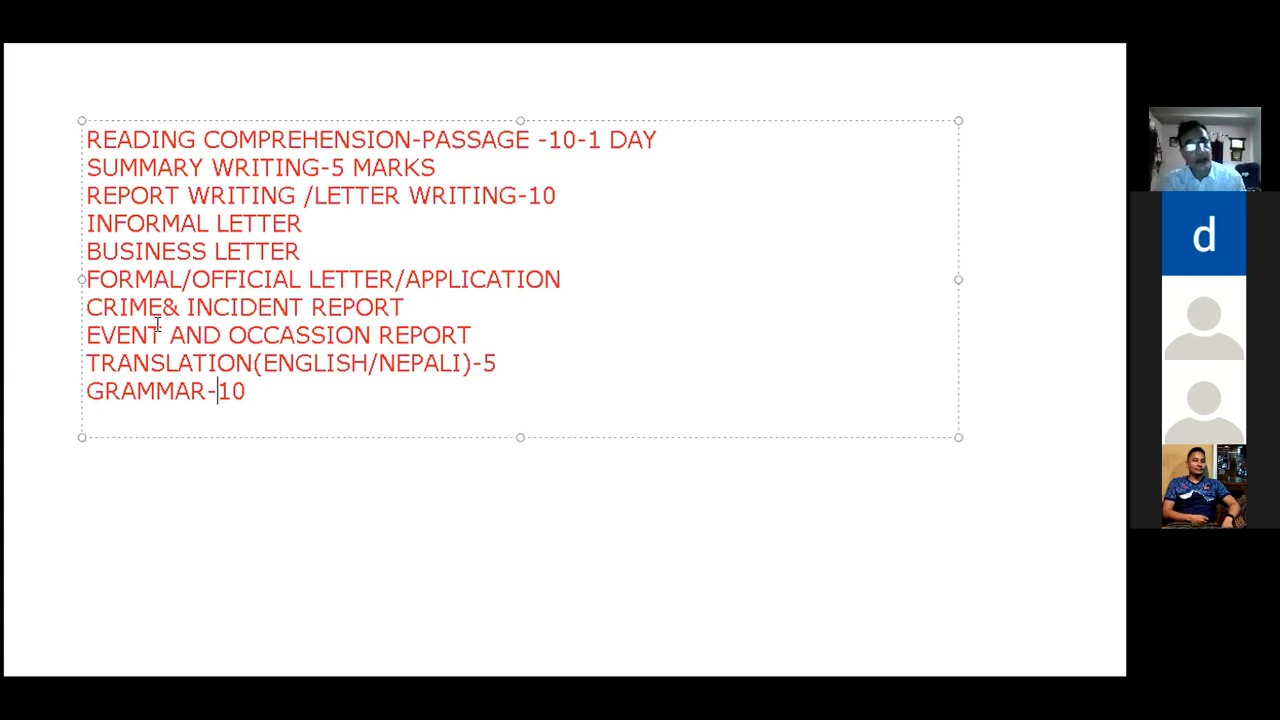 READING COMPREHENSION-PASSAGE -10-1 DAY
SUMMARY WRITING-5 MARKS
REPORT WRITING /LETTER WRITING-10
INFORMAL LETTER
BUSINESS LETTER
FORMAL/OFFICIAL LETTER/APPLICATION
CRIME& INCIDENT REPORT
EVENT AND OCCASSION REPORT
TRANSLATION(ENGLISH/NEPALI)-5
GRAMMAR-10
d